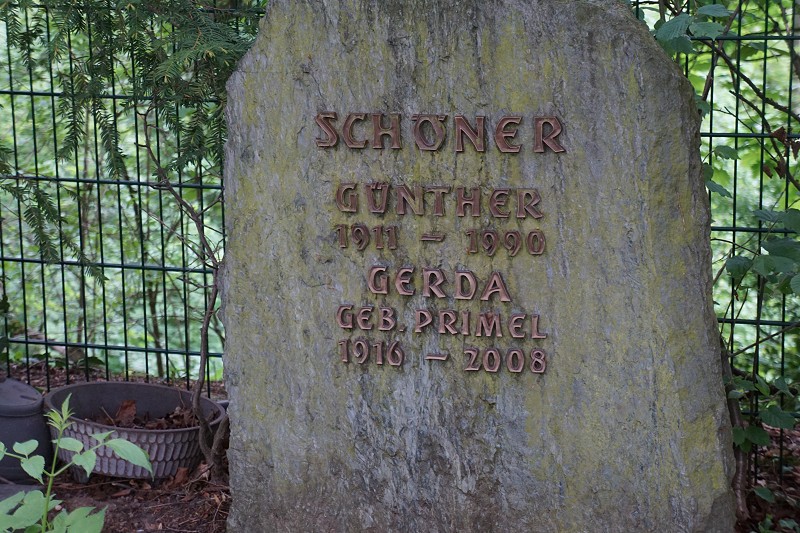 SCHÖNER
GÜNTHER
1911 – 1990
GERDA
GEB. PRIMEL
1916 – 2008